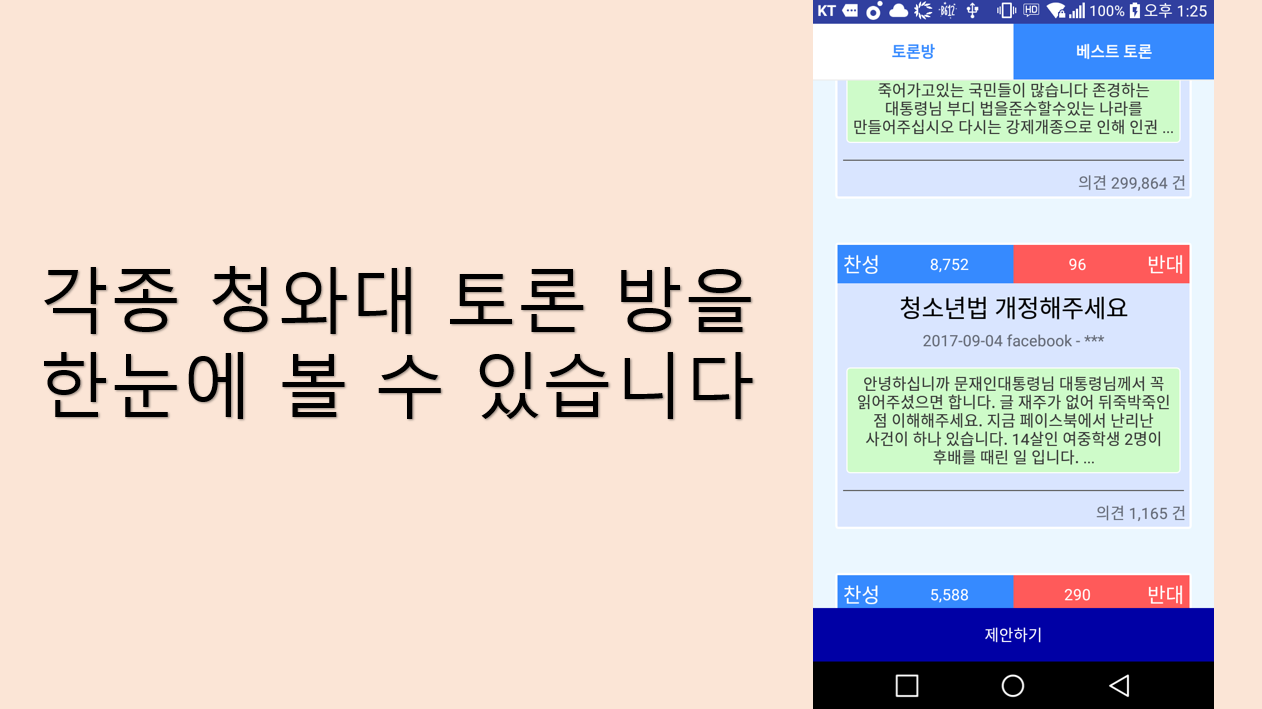 각종 청와대 토론 방을
한눈에 볼 수 있습니다
KT HD 100% 오후 1:25
토론방 베스트 토론
죽어가고있는 국민들이 많습니다 존경하는
대통령님 부디 법을준수할수있는 나라를
만들어주십시오 다시는 강제개종으로 인해 인권 ...
의견 299,864 건
찬성 8,752 96 반대
청소년법 개정해주세요
2017-09-04 facebook - ***
안녕하십니까 문재인대통령님 대통령님께서 꼭
읽어주셨으면 합니다. 글 재주가 없어 뒤죽박죽인
점 이해해주세요. 지금 페이스북에서 난리난
사건이 하나 있습니다. 14살인 여중학생 2명이
후배를 때린 일 입니다. ...
의견 1,165 건
찬성 5,588 290 반대
제안하기